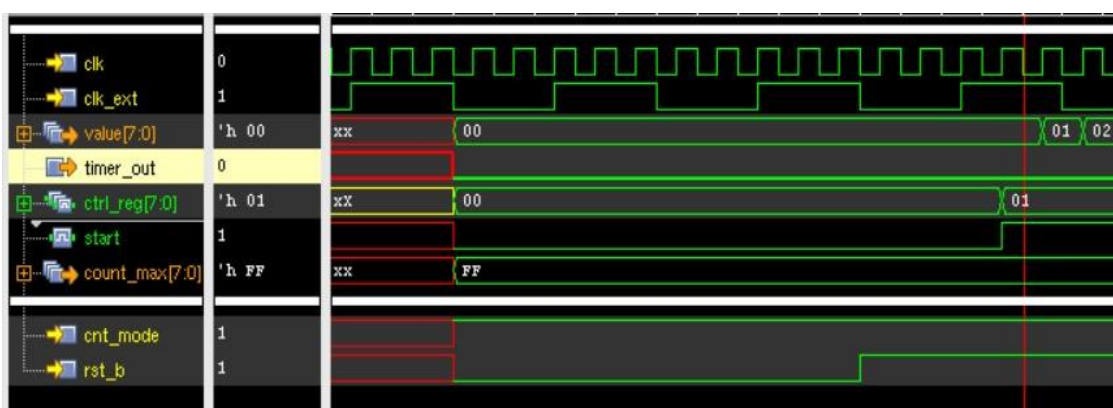 clk 0
clk_ext 1
value[7:0] 'h 00 xx 00 01 02
timer_out 0
ctrl_reg[7:0] 'h 01 xX 00 01
start 1
count_max[7:0] 'h FF xx FF
cnt_mode 1
rst_b 1